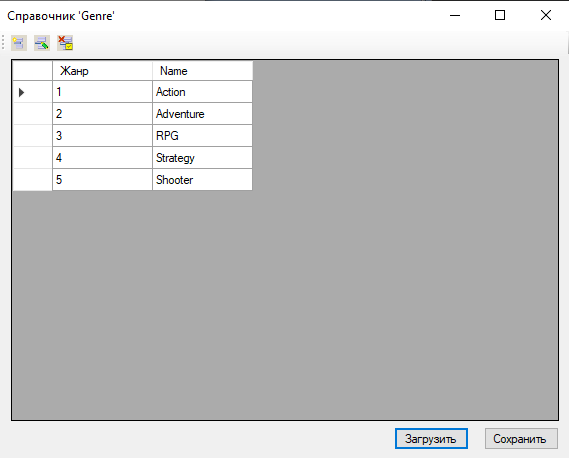 Справочник 'Genre'
Жанр Name
1 Action
2 Adventure
3 RPG
4 Strategy
5 Shooter
Загрузить Сохранить